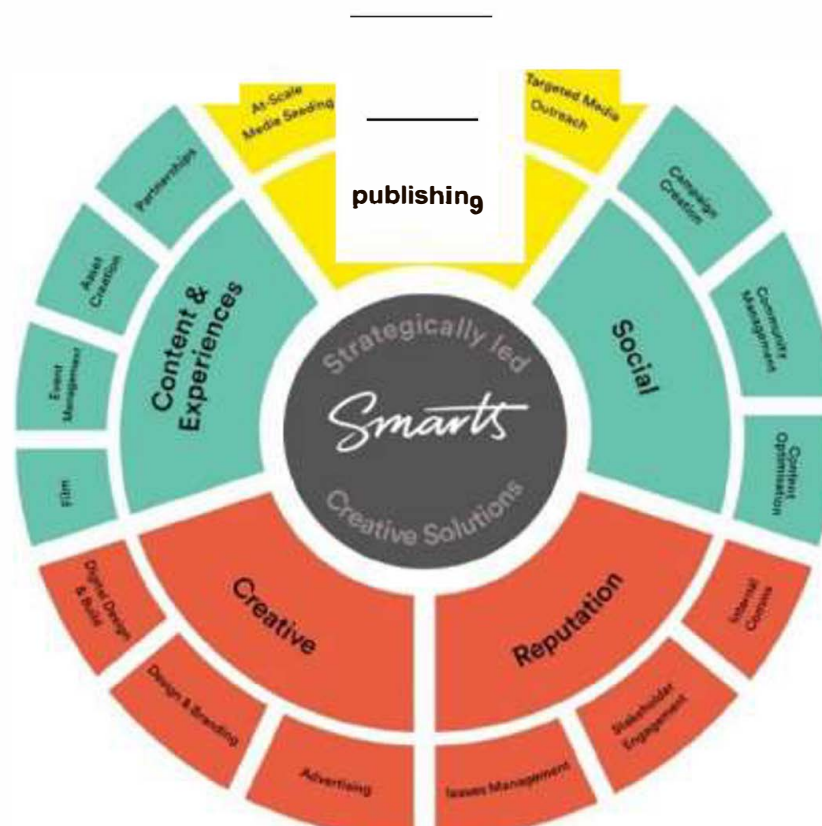 At-Scale
Media Seeding
Targeted Media
Outreach
publishing
Partnerships
Asset
Creation
Event
Management
Film
Content &
Experiences
Campaign
Creation
Community
Management
Content
Optimisation
Social
Strategically led
Smarts
Creative Solutions
Creative
Digital Design
& Build
Design & Branding
Advertising
Reputation
Internal
Comms
Stakeholder
Engagement
Issues Management